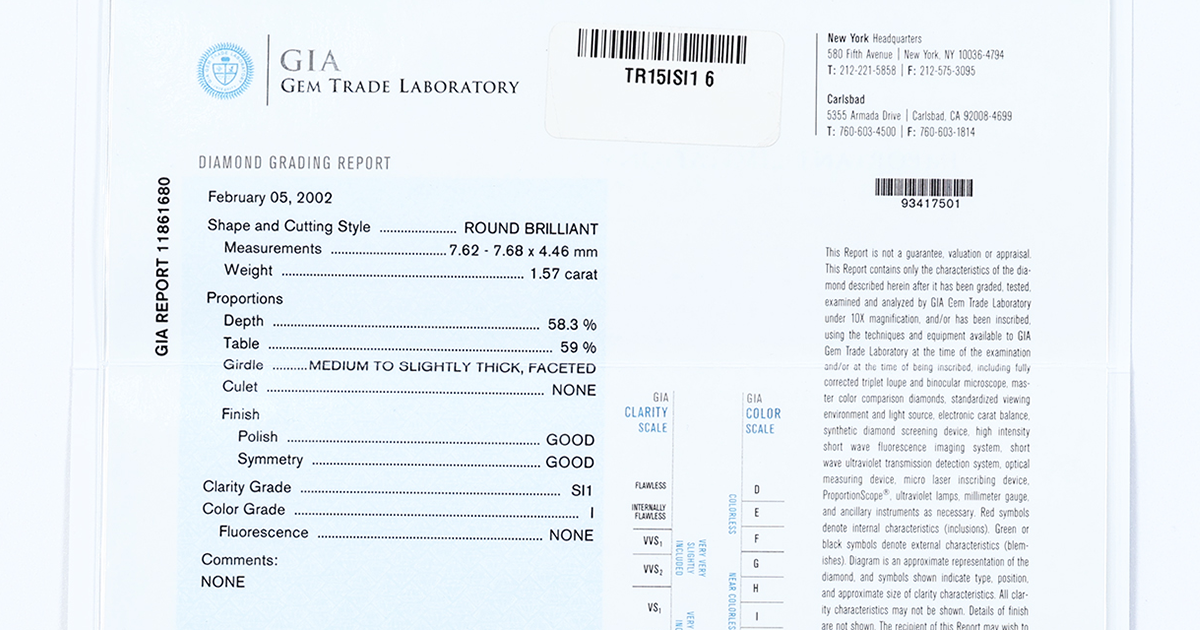 GIA
GEM TRADE LABORATORY
TR15ISI1 6
New York Headquarters
580 Fifth Avenue | New York, NY 10036-4794
T: 212-221-5858 | F: 212-575-3095
Carlsbad
5355 Armada Drive | Carlsbad, CA 92008-4699
T: 760-603-4500 | F: 760-603-1814
DIAMOND GRADING REPORT
GIA REPORT 11861680
February 05, 2002
Shape and Cutting Style .................... ROUND BRILLIANT
Measurements .............................. 7.62 - 7.68 x 4.46 mm
Weight ................................................................ 1.57 carat
Proportions
Depth ..................................................................... 58.3 %
Table ......................................................................... 59 %
Girdle .........MEDIUM TO SLIGHTLY THICK, FACETED
Culet ....................................................................... NONE
Finish
Polish ................................................................ GOOD
Symmetry ......................................................... GOOD
Clarity Grade ................................................................. SI1
Color Grade ....................................................................... I
Fluorescence .......................................................... NONE
Comments:
NONE
93417501
This Report is not a guarantee, valuation or appraisal.
This Report contains only the characteristics of the dia-
mond described herein after it has been graded, tested,
examined and analyzed by GIA Gem Trade Laboratory
under 10X magnification, and/or has been inscribed,
using the techniques and equipment available to GIA
Gem Trade Laboratory at the time of the examination
and/or at the time of being inscribed, including fully
corrected triplet loupe and binocular microscope, mas-
ter color comparison diamonds, standardized viewing
environment and light source, electronic carat balance,
synthetic diamond screening device, high intensity
short wave fluorescence imaging system, short
wave ultraviolet transmission detection system, optical
measuring device, micro laser inscribing device,
ProportionScope®, ultraviolet lamps, millimeter gauge,
and ancillary instruments as necessary. Red symbols
denote internal characteristics (inclusions). Green or
black symbols denote external characteristics (blem-
ishes). Diagram is an approximate representation of the
diamond, and symbols shown indicate type, position,
and approximate size of clarity characteristics. All clar-
ity characteristics may not be shown. Details of finish
are not shown. The recipient of this Report may wish to
GIA
CLARITY
SCALE
FLAWLESS
INTERNALLY
FLAWLESS
VVS1
VVS2
VS1
VERY VERY
SLIGHTLY
INCLUDED
VERY
GIA
COLOR
SCALE
COLORLESS
NEAR COLORLESS
D
E
F
G
H
I